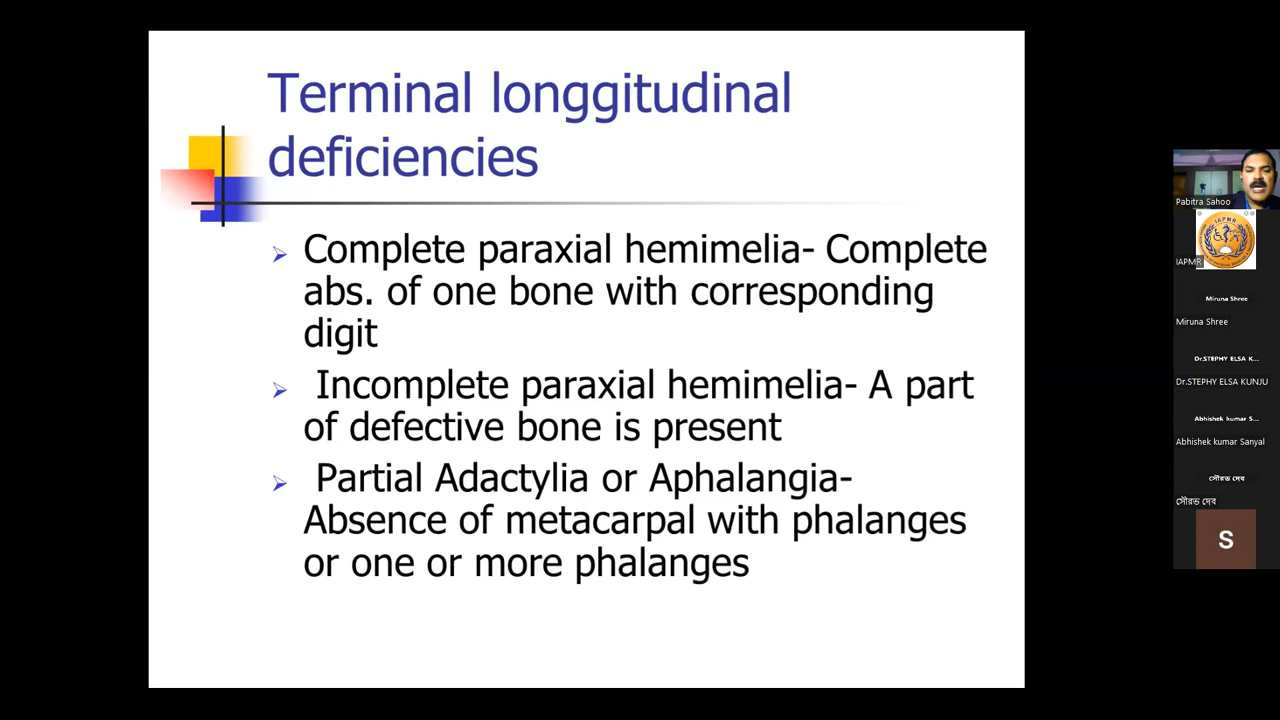 Terminal longgitudinal
deficiencies
Complete paraxial hemimelia- Complete
abs. of one bone with corresponding
digit
Incomplete paraxial hemimelia- A part
of defective bone is present
Partial Adactylia or Aphalangia-
Absence of metacarpal with phalanges
or one or more phalanges
Pabitra Sahoo
IAPMR
IAPMR
Miruna Shree
Miruna Shree
Dr.STEPHY ELSA K...
Dr.STEPHY ELSA KUNJU
Abhishek kumar S...
Abhishek kumar Sanyal
সৌরভ দেব
সৌরভ দেব
S